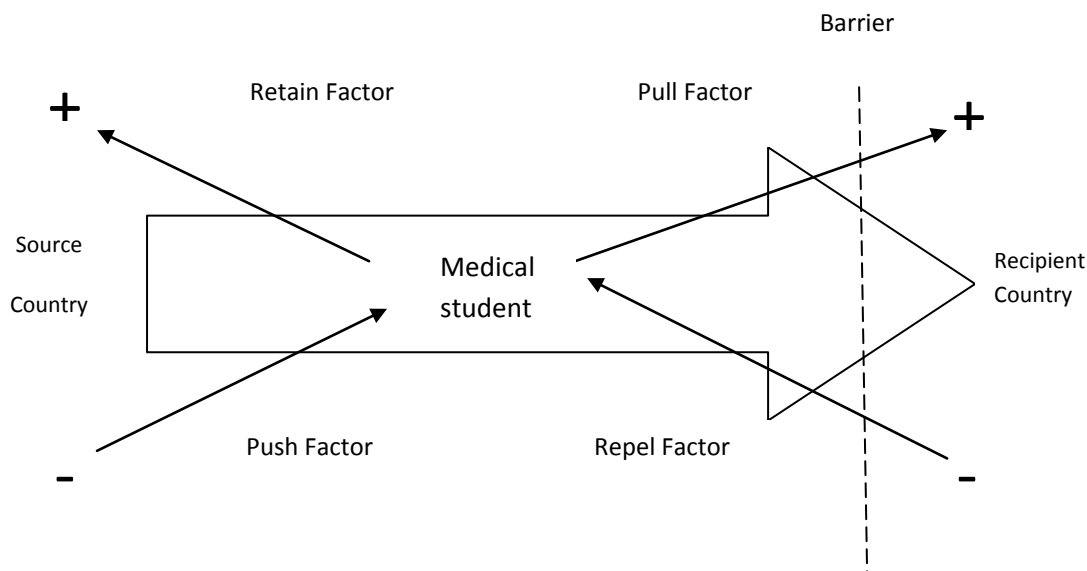 Barrier
Retain Factor
Pull Factor
+
+
Source
Country
Medical
student
Recipient
Country
Push Factor
Repel Factor
-
-